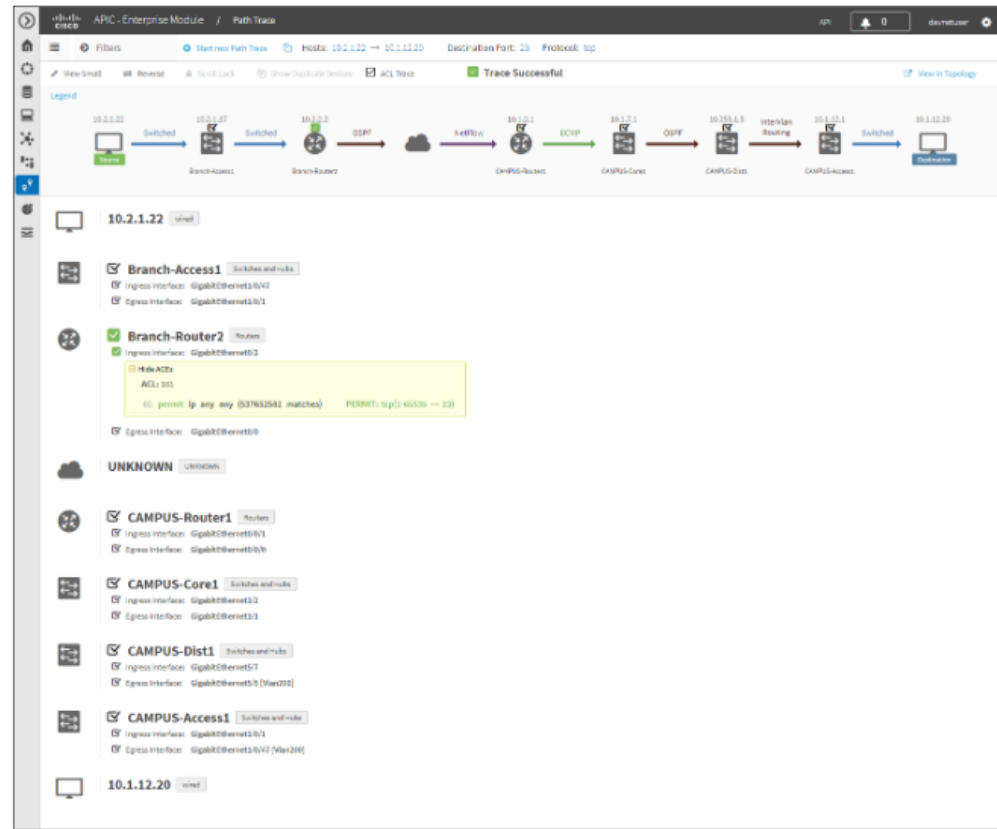 cisco APIC - Enterprise Module / Path Trace API 0 devnetuser
Filters Start new Path Trace Hosts: 10.2.1.22 → 10.1.12.20 Destination Port: 23 Protocol: tcp
View Small Reverse Scroll Lock Show Duplicate Devices ACL Trace Trace Successful View in Topology
Legend
10.2.1.22 10.2.1.17 10.2.2.2 10.1.2.1 10.1.7.1 10.255.1.5 InterVlan 10.1.12.1 10.1.12.20
Switched Switched OSPF Netflow ECMP OSPF Routing Switched
Source Destination
Branch-Access1 Branch-Router2
10.2.1.22 wired
Branch-Access1 Switches and Hubs
Ingress Interface: GigabitEthernet1/0/47
Egress Interface: GigabitEthernet1/0/1
Branch-Router2 Routers
Ingress Interface: GigabitEthernet0/2
Hide ACEs
ACL: 101
60. permit ip any any (537652582 matches) PERMIT: tcp(1-65535 → 23)
Egress Interface: GigabitEthernet0/0
UNKNOWN UNKNOWN
CAMPUS-Router1 Routers
Ingress Interface: GigabitEthernet0/0/1
Egress Interface: GigabitEthernet0/0/0
CAMPUS-Core1 Switches and Hubs
Ingress Interface: GigabitEthernet1/2
Egress Interface: GigabitEthernet1/1
CAMPUS-Dist1 Switches and Hubs
Ingress Interface: GigabitEthernet5/7
Egress Interface: GigabitEthernet5/5 [Vlan200]
CAMPUS-Access1 Switches and Hubs
Ingress Interface: GigabitEthernet1/0/1
Egress Interface: GigabitEthernet1/0/47 [Vlan200]
10.1.12.20 wired